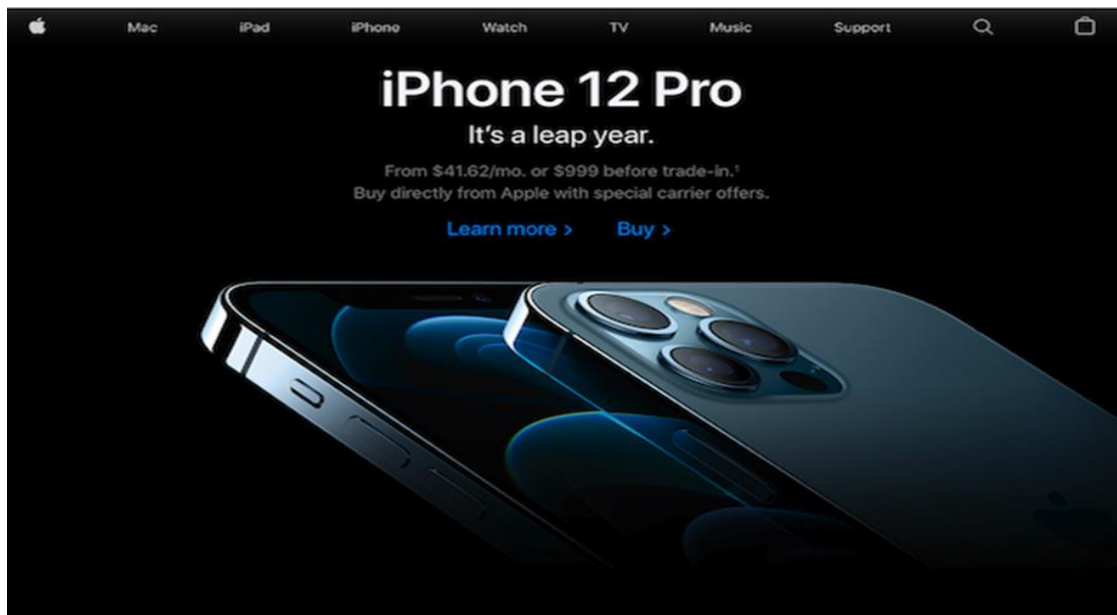 Mac iPad iPhone Watch TV Music Support
iPhone 12 Pro
It's a leap year.
From $41.62/mo. or $999 before trade-in.¹
Buy directly from Apple with special carrier offers.
Learn more > Buy >